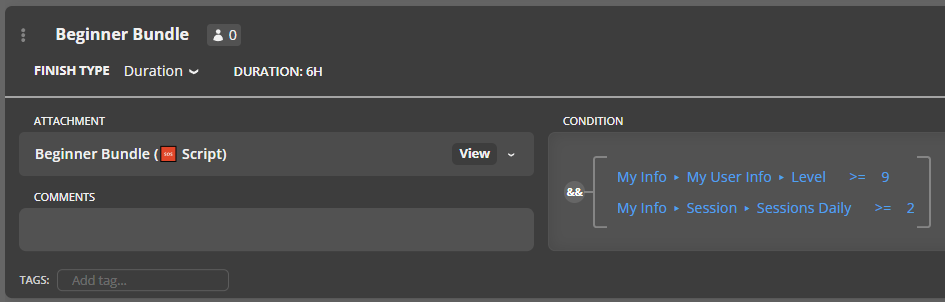 Beginner Bundle 0
FINISH TYPE Duration DURATION: 6H
ATTACHMENT
Beginner Bundle (SOS Script)
View
COMMENTS
TAGS: Add tag...
CONDITION
&&
My Info ▸ My User Info ▸ Level >= 9
My Info ▸ Session ▸ Sessions Daily >= 2